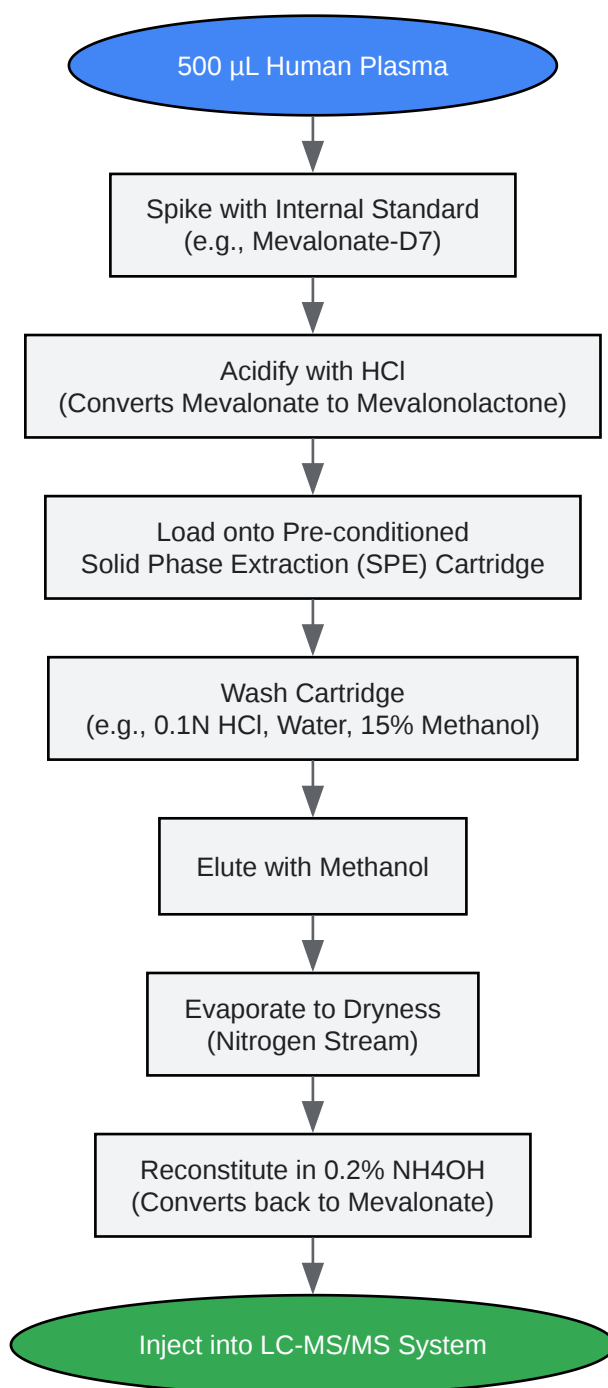 500 µL Human Plasma
Spike with Internal Standard
(e.g., Mevalonate-D7)
Acidify with HCl
(Converts Mevalonate to Mevalonolactone)
Load onto Pre-conditioned
Solid Phase Extraction (SPE) Cartridge
Wash Cartridge
(e.g., 0.1N HCl, Water, 15% Methanol)
Elute with Methanol
Evaporate to Dryness
(Nitrogen Stream)
Reconstitute in 0.2% NH4OH
(Converts back to Mevalonate)
Inject into LC-MS/MS System